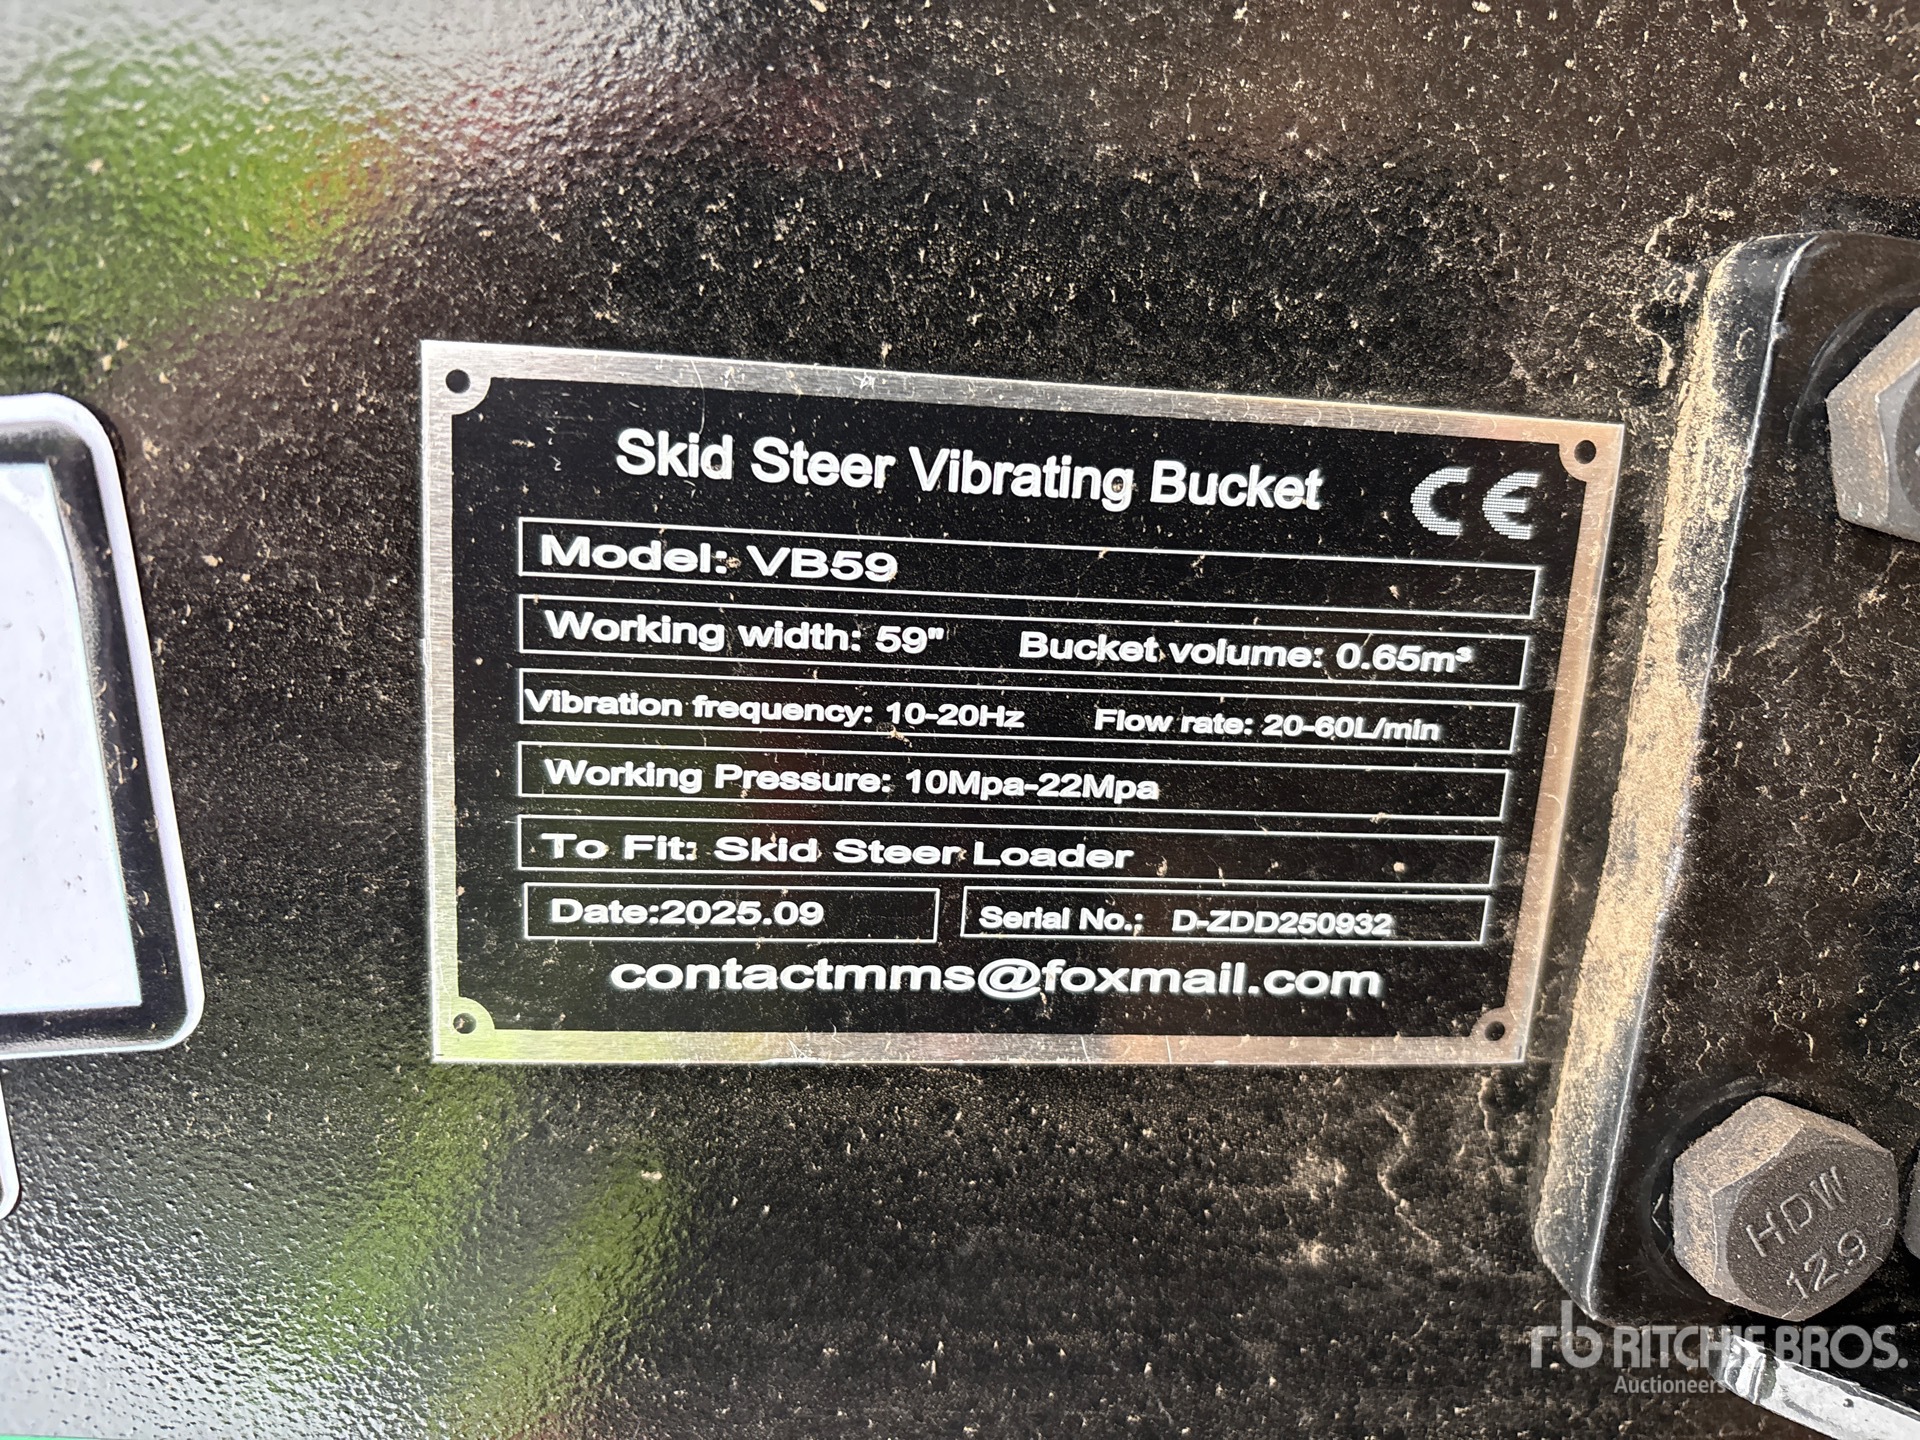 Skid Steer Vibrating Bucket CE
Model: VB59
Working width: 59" Bucket volume: 0.65m³
Vibration frequency: 10-20Hz Flow rate: 20-60L/min
Working Pressure: 10Mpa-22Mpa
To Fit: Skid Steer Loader
Date:2025.09 Serial No.: D-ZDD250932
contactmms@foxmail.com
HDW
12.9
rb RITCHIE BROS.
Auctioneers